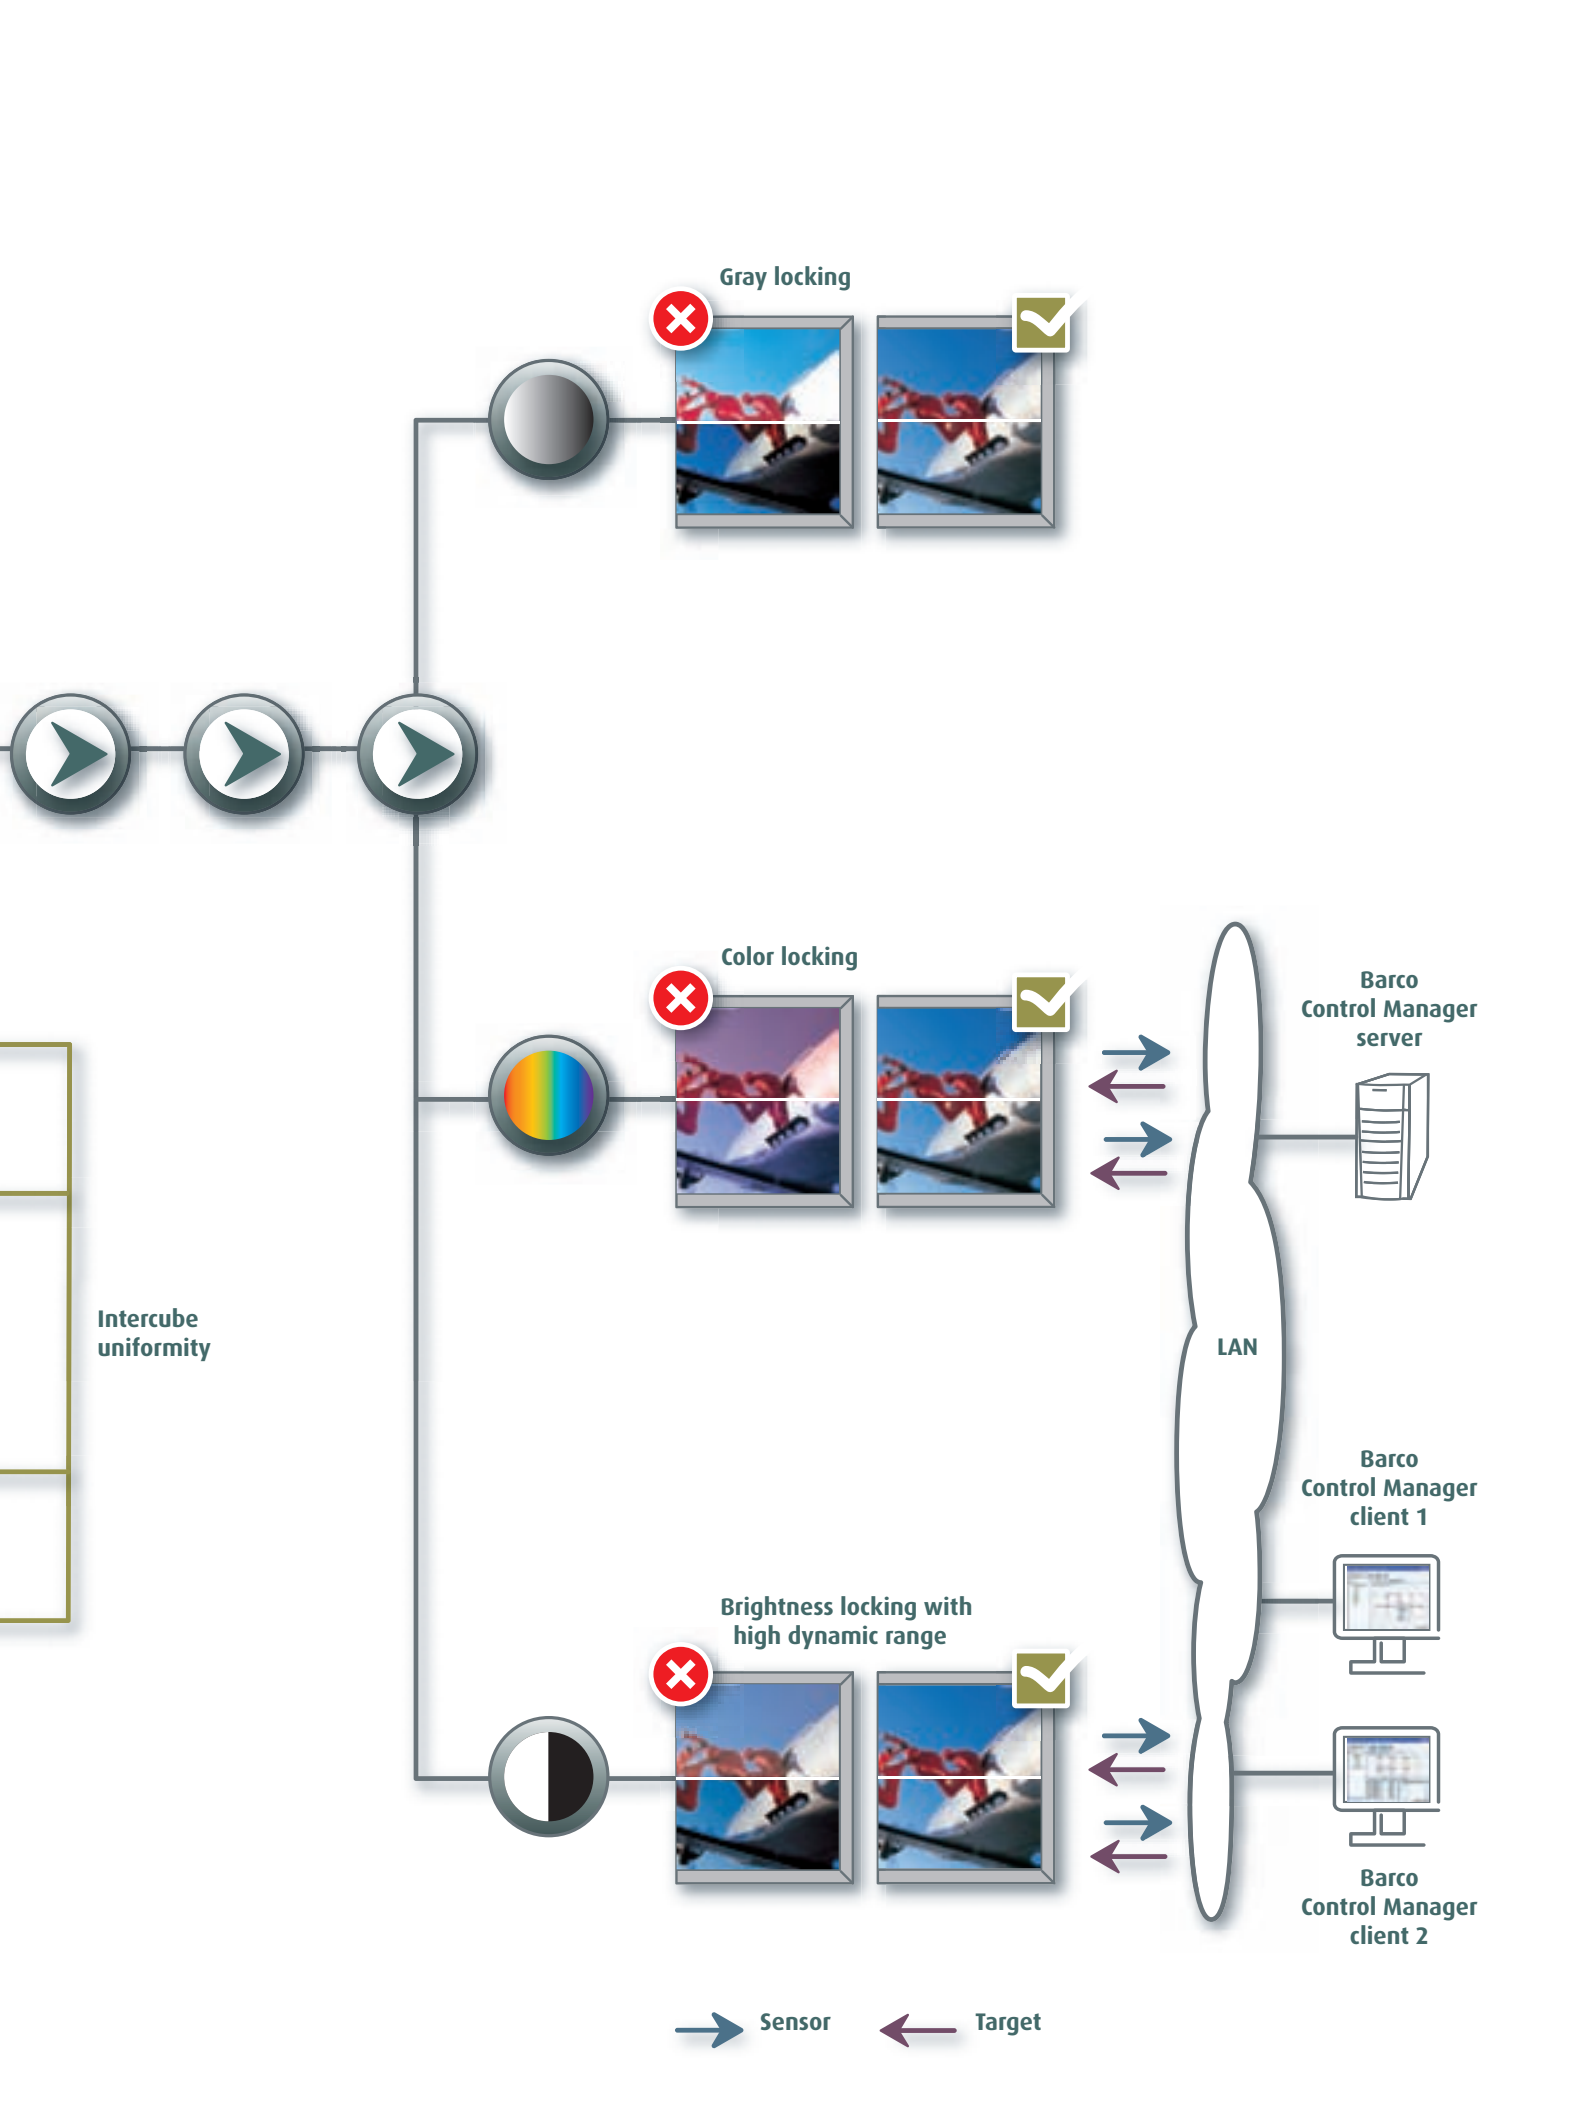 Gray locking
Color locking
Barco
Control Manager
server
Intercube
uniformity
LAN
Barco
Control Manager
client 1
Brightness locking with
high dynamic range
Barco
Control Manager
client 2
Sensor
Target